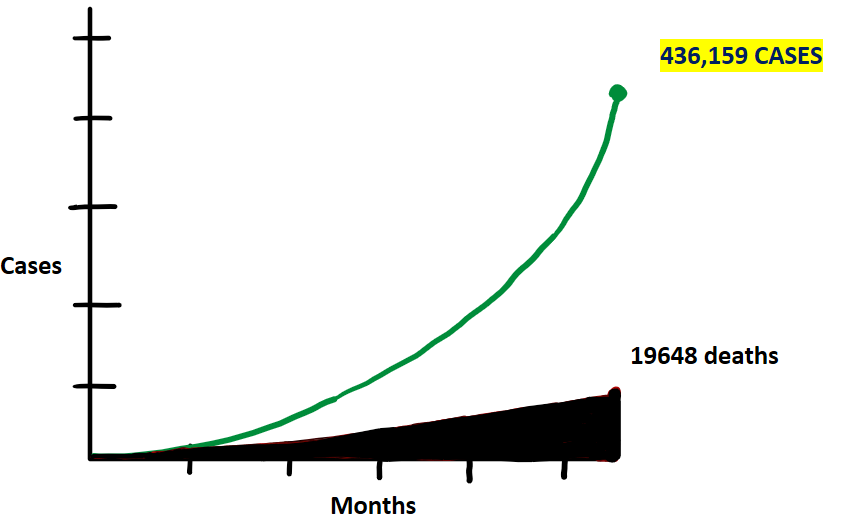 436,159 CASES
Cases
19648 deaths
Months